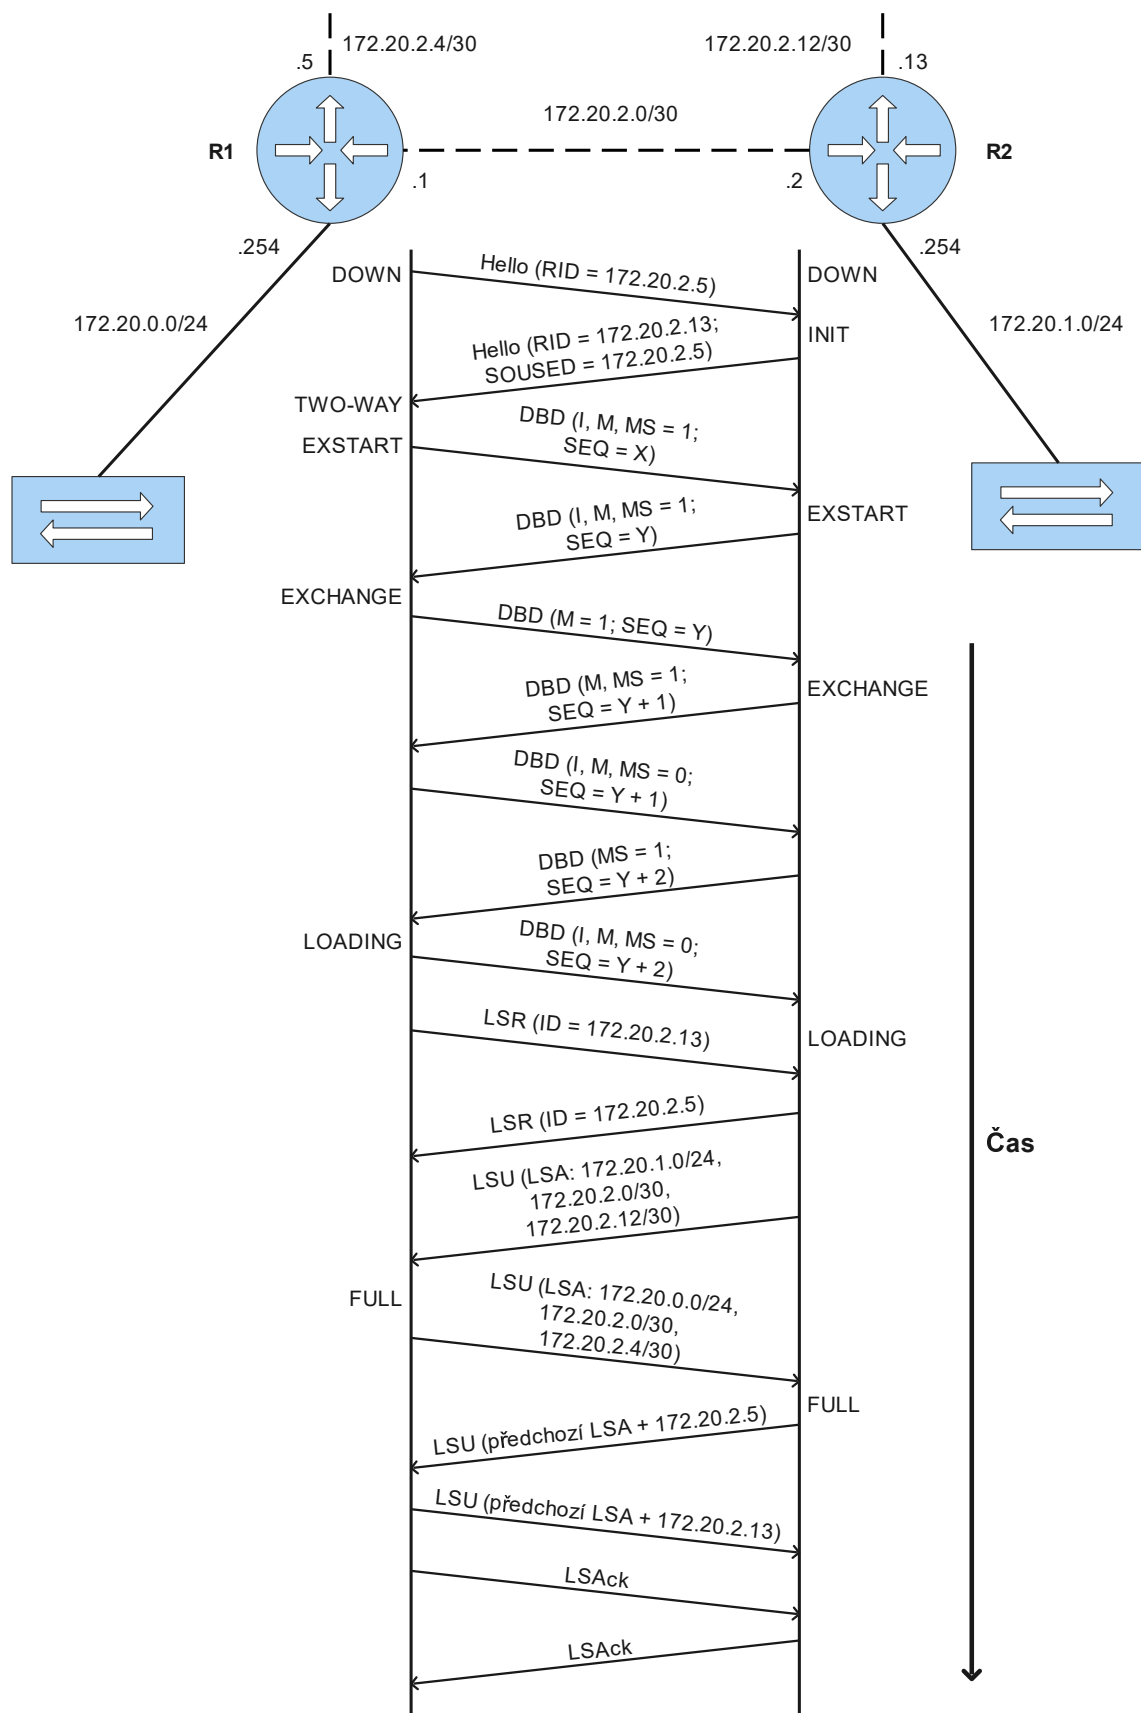 172.20.2.4/30
172.20.2.12/30
.5
.13
172.20.2.0/30
R1
R2
.1
.2
.254
.254
172.20.0.0/24
172.20.1.0/24
DOWN
Hello (RID = 172.20.2.5)
DOWN
INIT
Hello (RID = 172.20.2.13;
SOUSED = 172.20.2.5)
TWO-WAY
EXSTART
DBD (I, M, MS = 1;
SEQ = X)
EXSTART
DBD (I, M, MS = 1;
SEQ = Y)
EXCHANGE
DBD (M = 1; SEQ = Y)
EXCHANGE
DBD (M, MS = 1;
SEQ = Y + 1)
DBD (I, M, MS = 0;
SEQ = Y + 1)
DBD (MS = 1;
SEQ = Y + 2)
LOADING
DBD (I, M, MS = 0;
SEQ = Y + 2)
LSR (ID = 172.20.2.13)
LOADING
LSR (ID = 172.20.2.5)
Čas
LSU (LSA: 172.20.1.0/24,
172.20.2.0/30,
172.20.2.12/30)
FULL
LSU (LSA: 172.20.0.0/24,
172.20.2.0/30,
172.20.2.4/30)
FULL
LSU (předchozí LSA + 172.20.2.5)
LSU (předchozí LSA + 172.20.2.13)
LSAck
LSAck